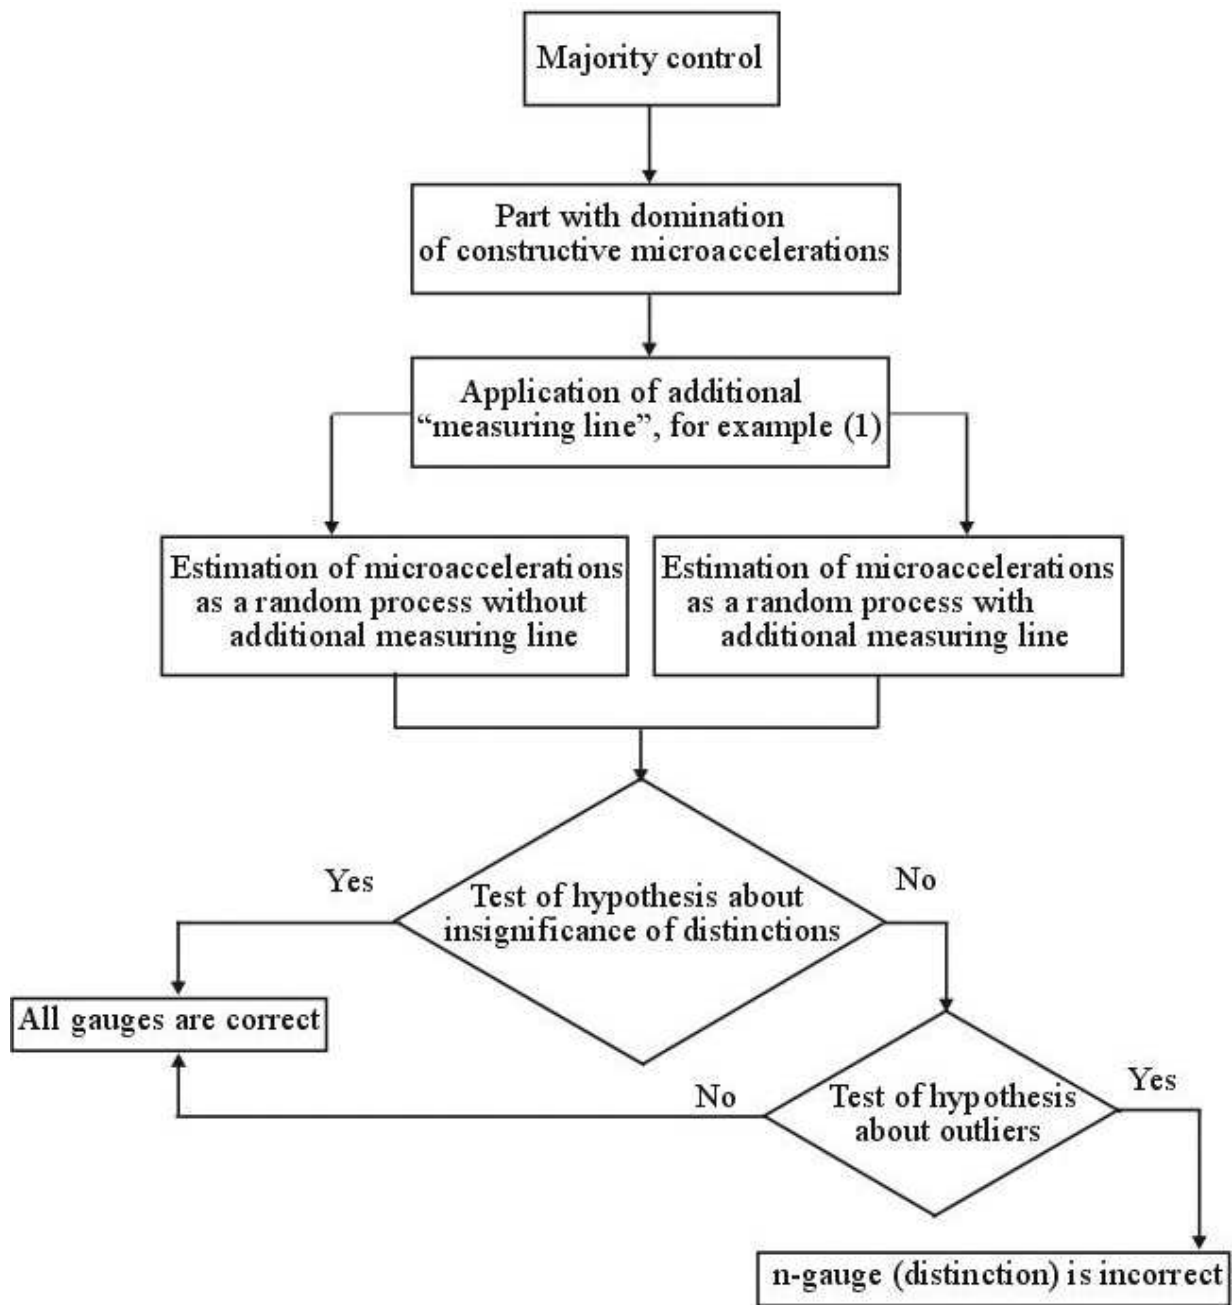 Majority control
Part with domination
of constructive microaccelerations
Application of additional
“measuring line”, for example (1)
Estimation of microaccelerations
as a random process without
additional measuring line
Estimation of microaccelerations
as a random process with
additional measuring line
Yes
No
Test of hypothesis about
insignificance of distinctions
All gauges are correct
No
Yes
Test of hypothesis
about outliers
n-gauge (distinction) is incorrect